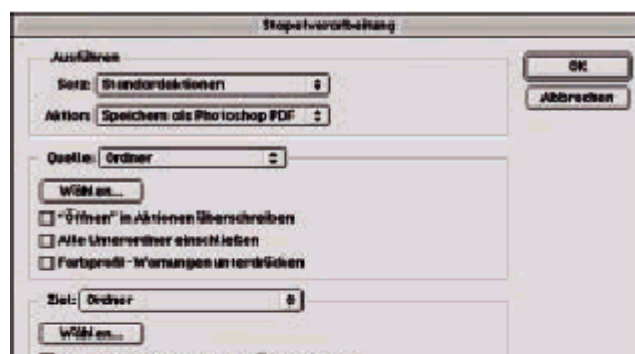 Stapelverarbeitung
Ausführen
OK
Satz: Standardaktionen
Abbrechen
Aktion: Speichern als Photoshop PDF
Quelle: Ordner
Wählen...
"Öffnen" in Aktionen überschreiben
Alle Unterordner einschließen
Farbprofil-Warnungen unterdrücken
Ziel: Ordner
Wählen...